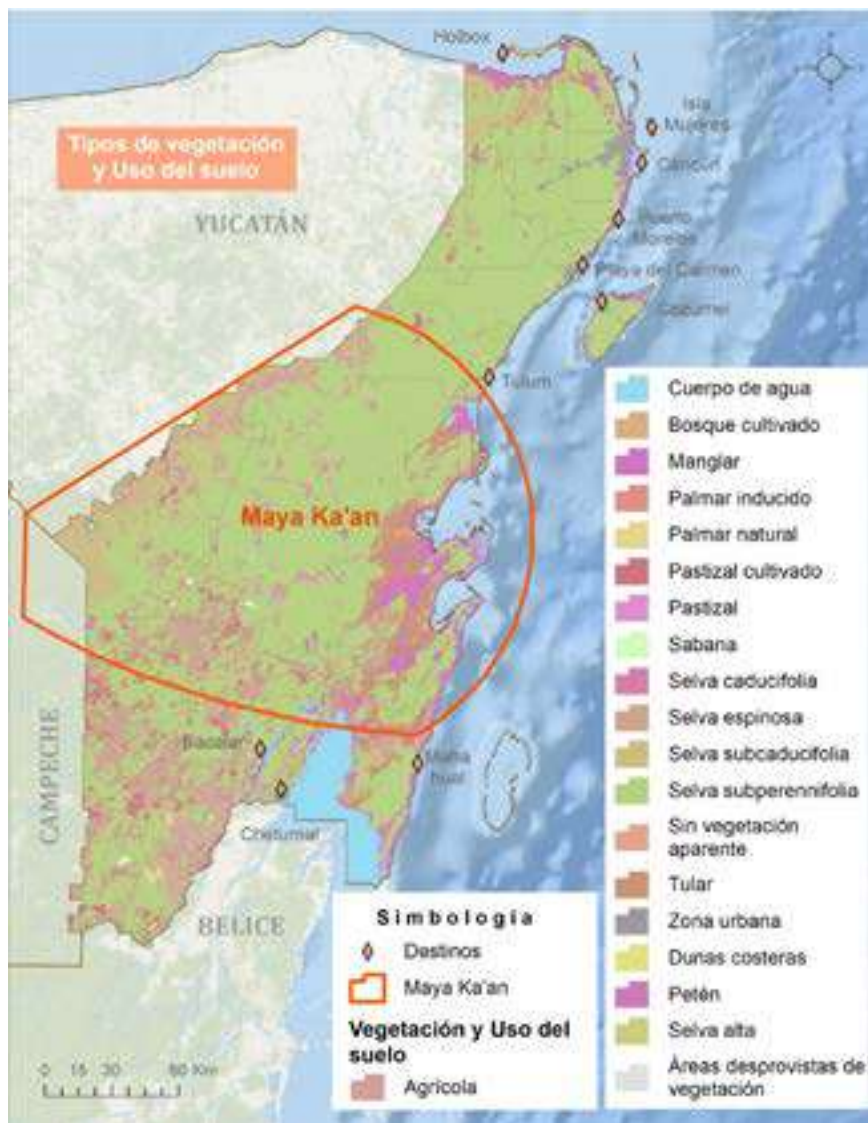 Holbox
Isla
Mujeres
Tipos de vegetación
y Uso del suelo
Cancún
YUCATÁN
Puerto
Morelos
Playa del Carmen
Cozumel
Tulum
Maya Ka'an
CAMPECHE
Bacalar
Maha
hual
Chetumal
BELICE
0 15 30 60 Km
Simbología
Destinos
Maya Ka'an
Vegetación y Uso del
suelo
Agrícola
Cuerpo de agua
Bosque cultivado
Manglar
Palmar inducido
Palmar natural
Pastizal cultivado
Pastizal
Sabana
Selva caducifolia
Selva espinosa
Selva subcaducifolia
Selva subperennifolia
Sin vegetación
aparente
Tular
Zona urbana
Dunas costeras
Petén
Selva alta
Áreas desprovistas de
vegetación